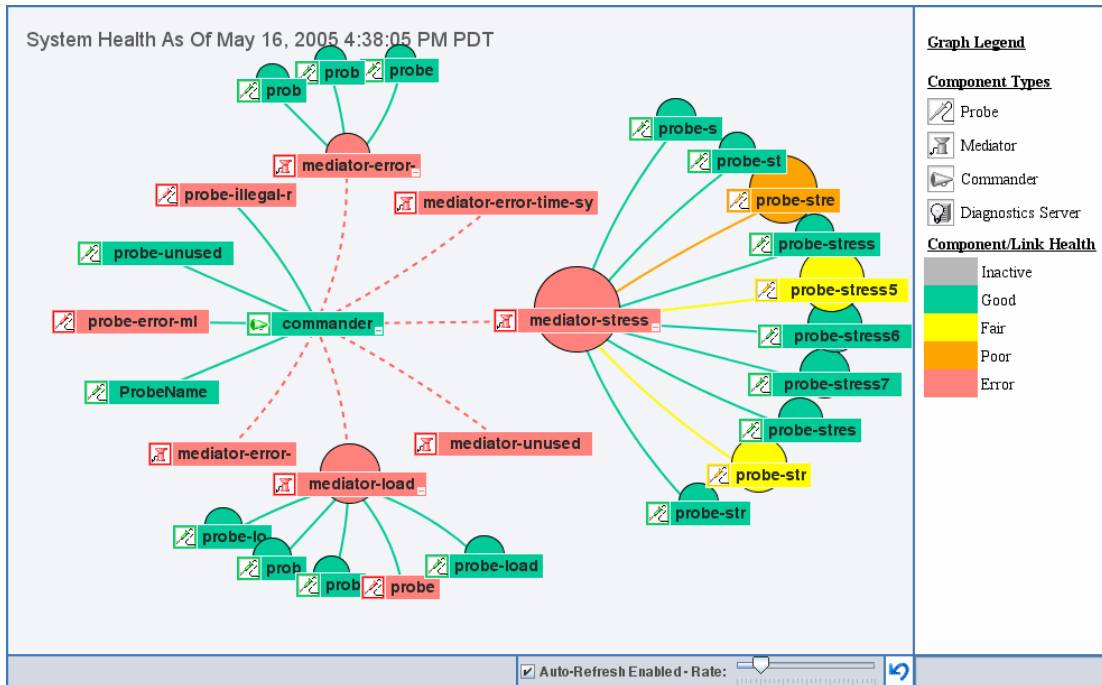 System Health As Of May 16, 2005 4:38:05 PM PDT
prob
prob
probe
mediator-error-
probe-illegal-r
mediator-error-time-sy
probe-unused
probe-error-ml
commander
ProbeName
mediator-error-
mediator-unused
mediator-load
probe-lo
prob
prob
probe
probe-load
mediator-stress
probe-s
probe-st
probe-stre
probe-stress
probe-stress5
probe-stress6
probe-stress7
probe-stres
probe-str
probe-str
Graph Legend
Component Types
Probe
Mediator
Commander
Diagnostics Server
Component/Link Health
Inactive
Good
Fair
Poor
Error
Auto-Refresh Enabled - Rate: